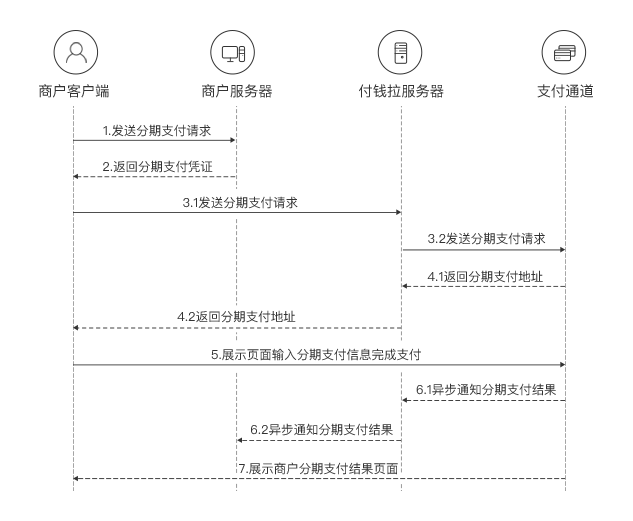 商户客户端
商户服务器
付钱拉服务器
支付通道
1.发送分期支付请求
2.返回分期支付凭证
3.1发送分期支付请求
3.2发送分期支付请求
4.1返回分期支付地址
4.2返回分期支付地址
5.展示页面输入分期支付信息完成支付
6.1异步通知分期支付结果
6.2异步通知分期支付结果
7.展示商户分期支付结果页面